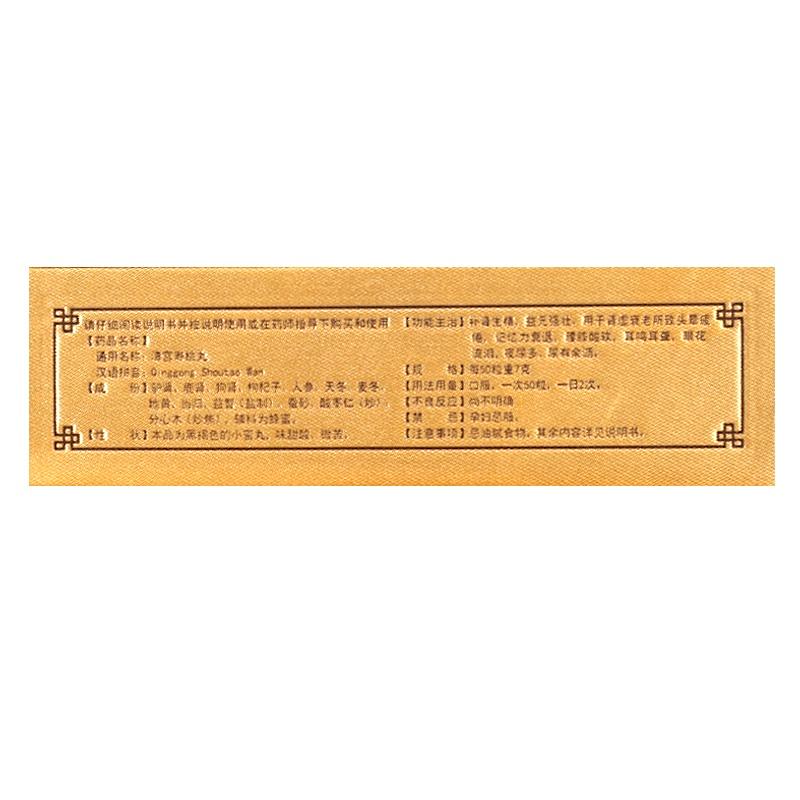 请仔细阅读说明书并按说明使用或在药师指导下购买和使用
【药品名称】
通用名称：清宫寿桃丸
汉语拼音：Qinggong Shoutao Wan
【成 份】驴肾、鹿肾、狗肾、枸杞子、人参、天冬、麦冬、
地黄、当归、益智（盐制）、蚕砂、酸枣仁（炒）、
分心木（炒焦），辅料为蜂蜜。
【性 状】本品为黑褐色的小蜜丸，味甜酸、微苦。
【功能主治】补肾生精，益元强壮。用于肾虚衰老所致头晕疲
倦，记忆力衰退，腰膝酸软，耳鸣耳聋，眼花
流泪，夜尿多，尿有余沥。
【规 格】每50粒重7克
【用法用量】口服，一次50粒，一日2次。
【不良反应】尚不明确
【禁 忌】孕妇忌服。
【注意事项】忌油腻食物。其余内容详见说明书。